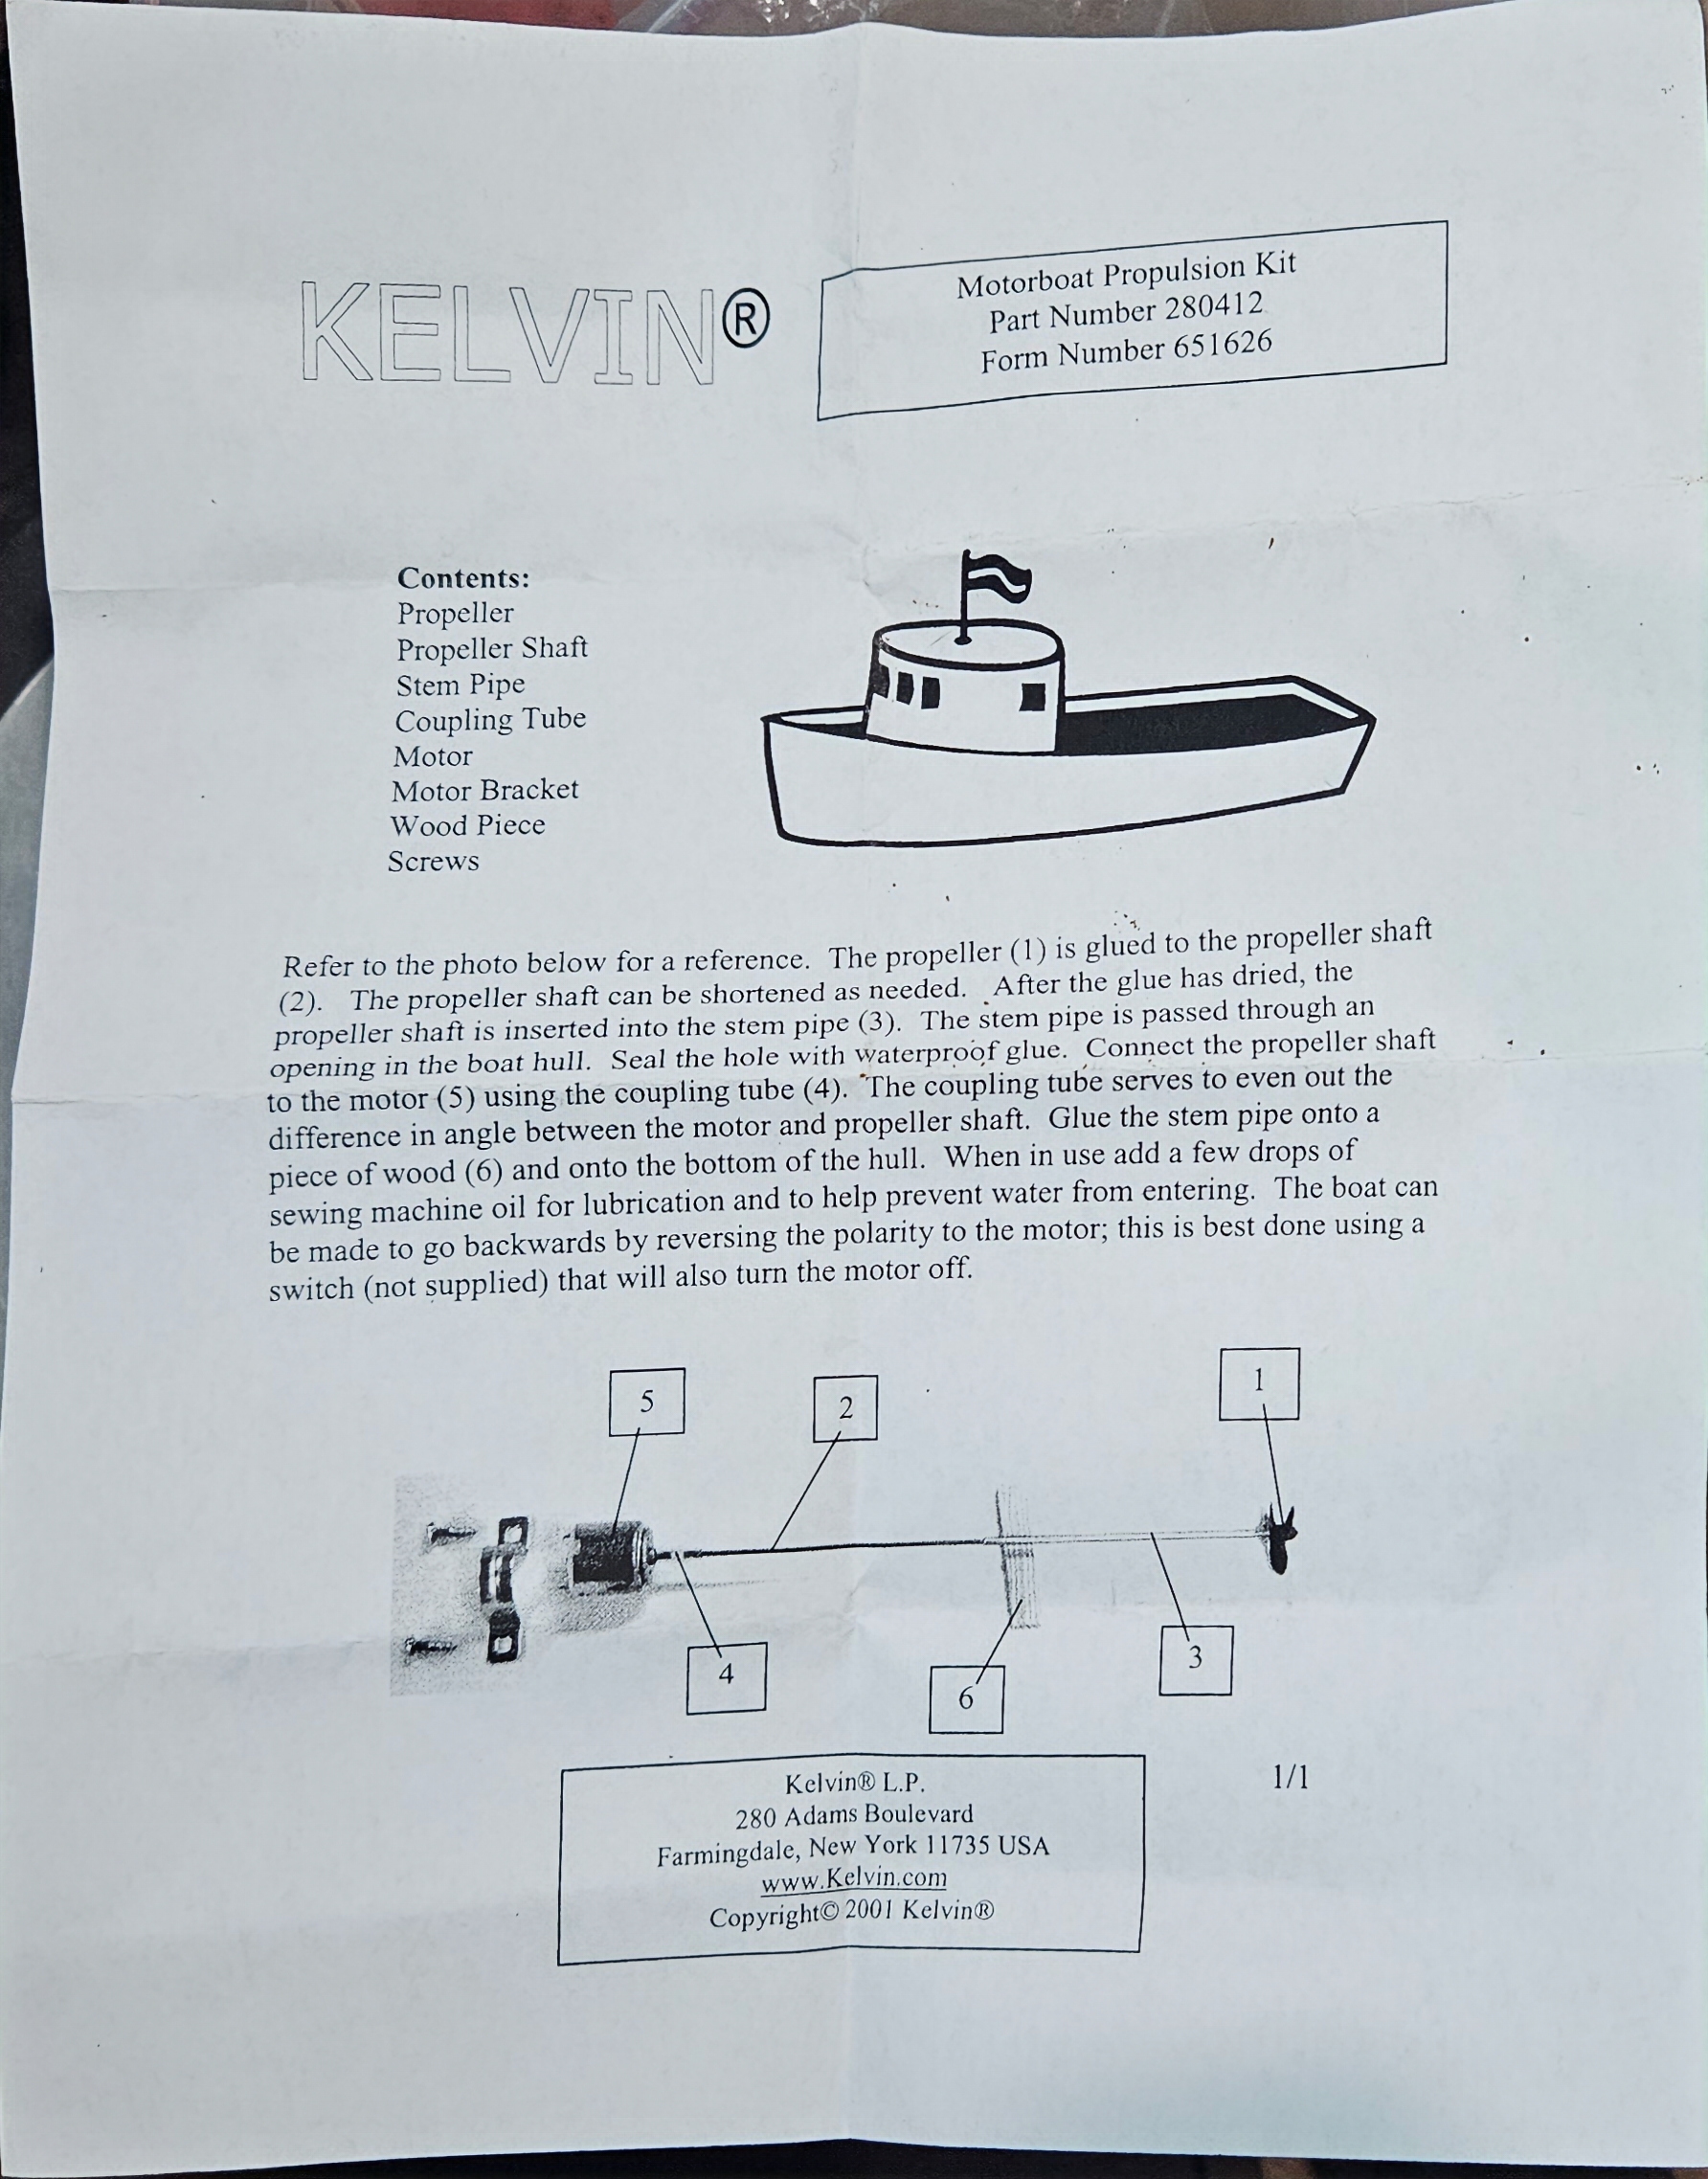 KELVIN®
Motorboat Propulsion Kit
Part Number 280412
Form Number 651626
Contents:
Propeller
Propeller Shaft
Stem Pipe
Coupling Tube
Motor
Motor Bracket
Wood Piece
Screws
Refer to the photo below for a reference. The propeller (1) is glued to the propeller shaft
(2). The propeller shaft can be shortened as needed. After the glue has dried, the
propeller shaft is inserted into the stem pipe (3). The stem pipe is passed through an
opening in the boat hull. Seal the hole with waterproof glue. Connect the propeller shaft
to the motor (5) using the coupling tube (4). The coupling tube serves to even out the
difference in angle between the motor and propeller shaft. Glue the stem pipe onto a
piece of wood (6) and onto the bottom of the hull. When in use add a few drops of
sewing machine oil for lubrication and to help prevent water from entering. The boat can
be made to go backwards by reversing the polarity to the motor; this is best done using a
switch (not supplied) that will also turn the motor off.
5
2
1
4
6
3
Kelvin® L.P.
280 Adams Boulevard
Farmingdale, New York 11735 USA
www.Kelvin.com
Copyright© 2001 Kelvin®
1/1